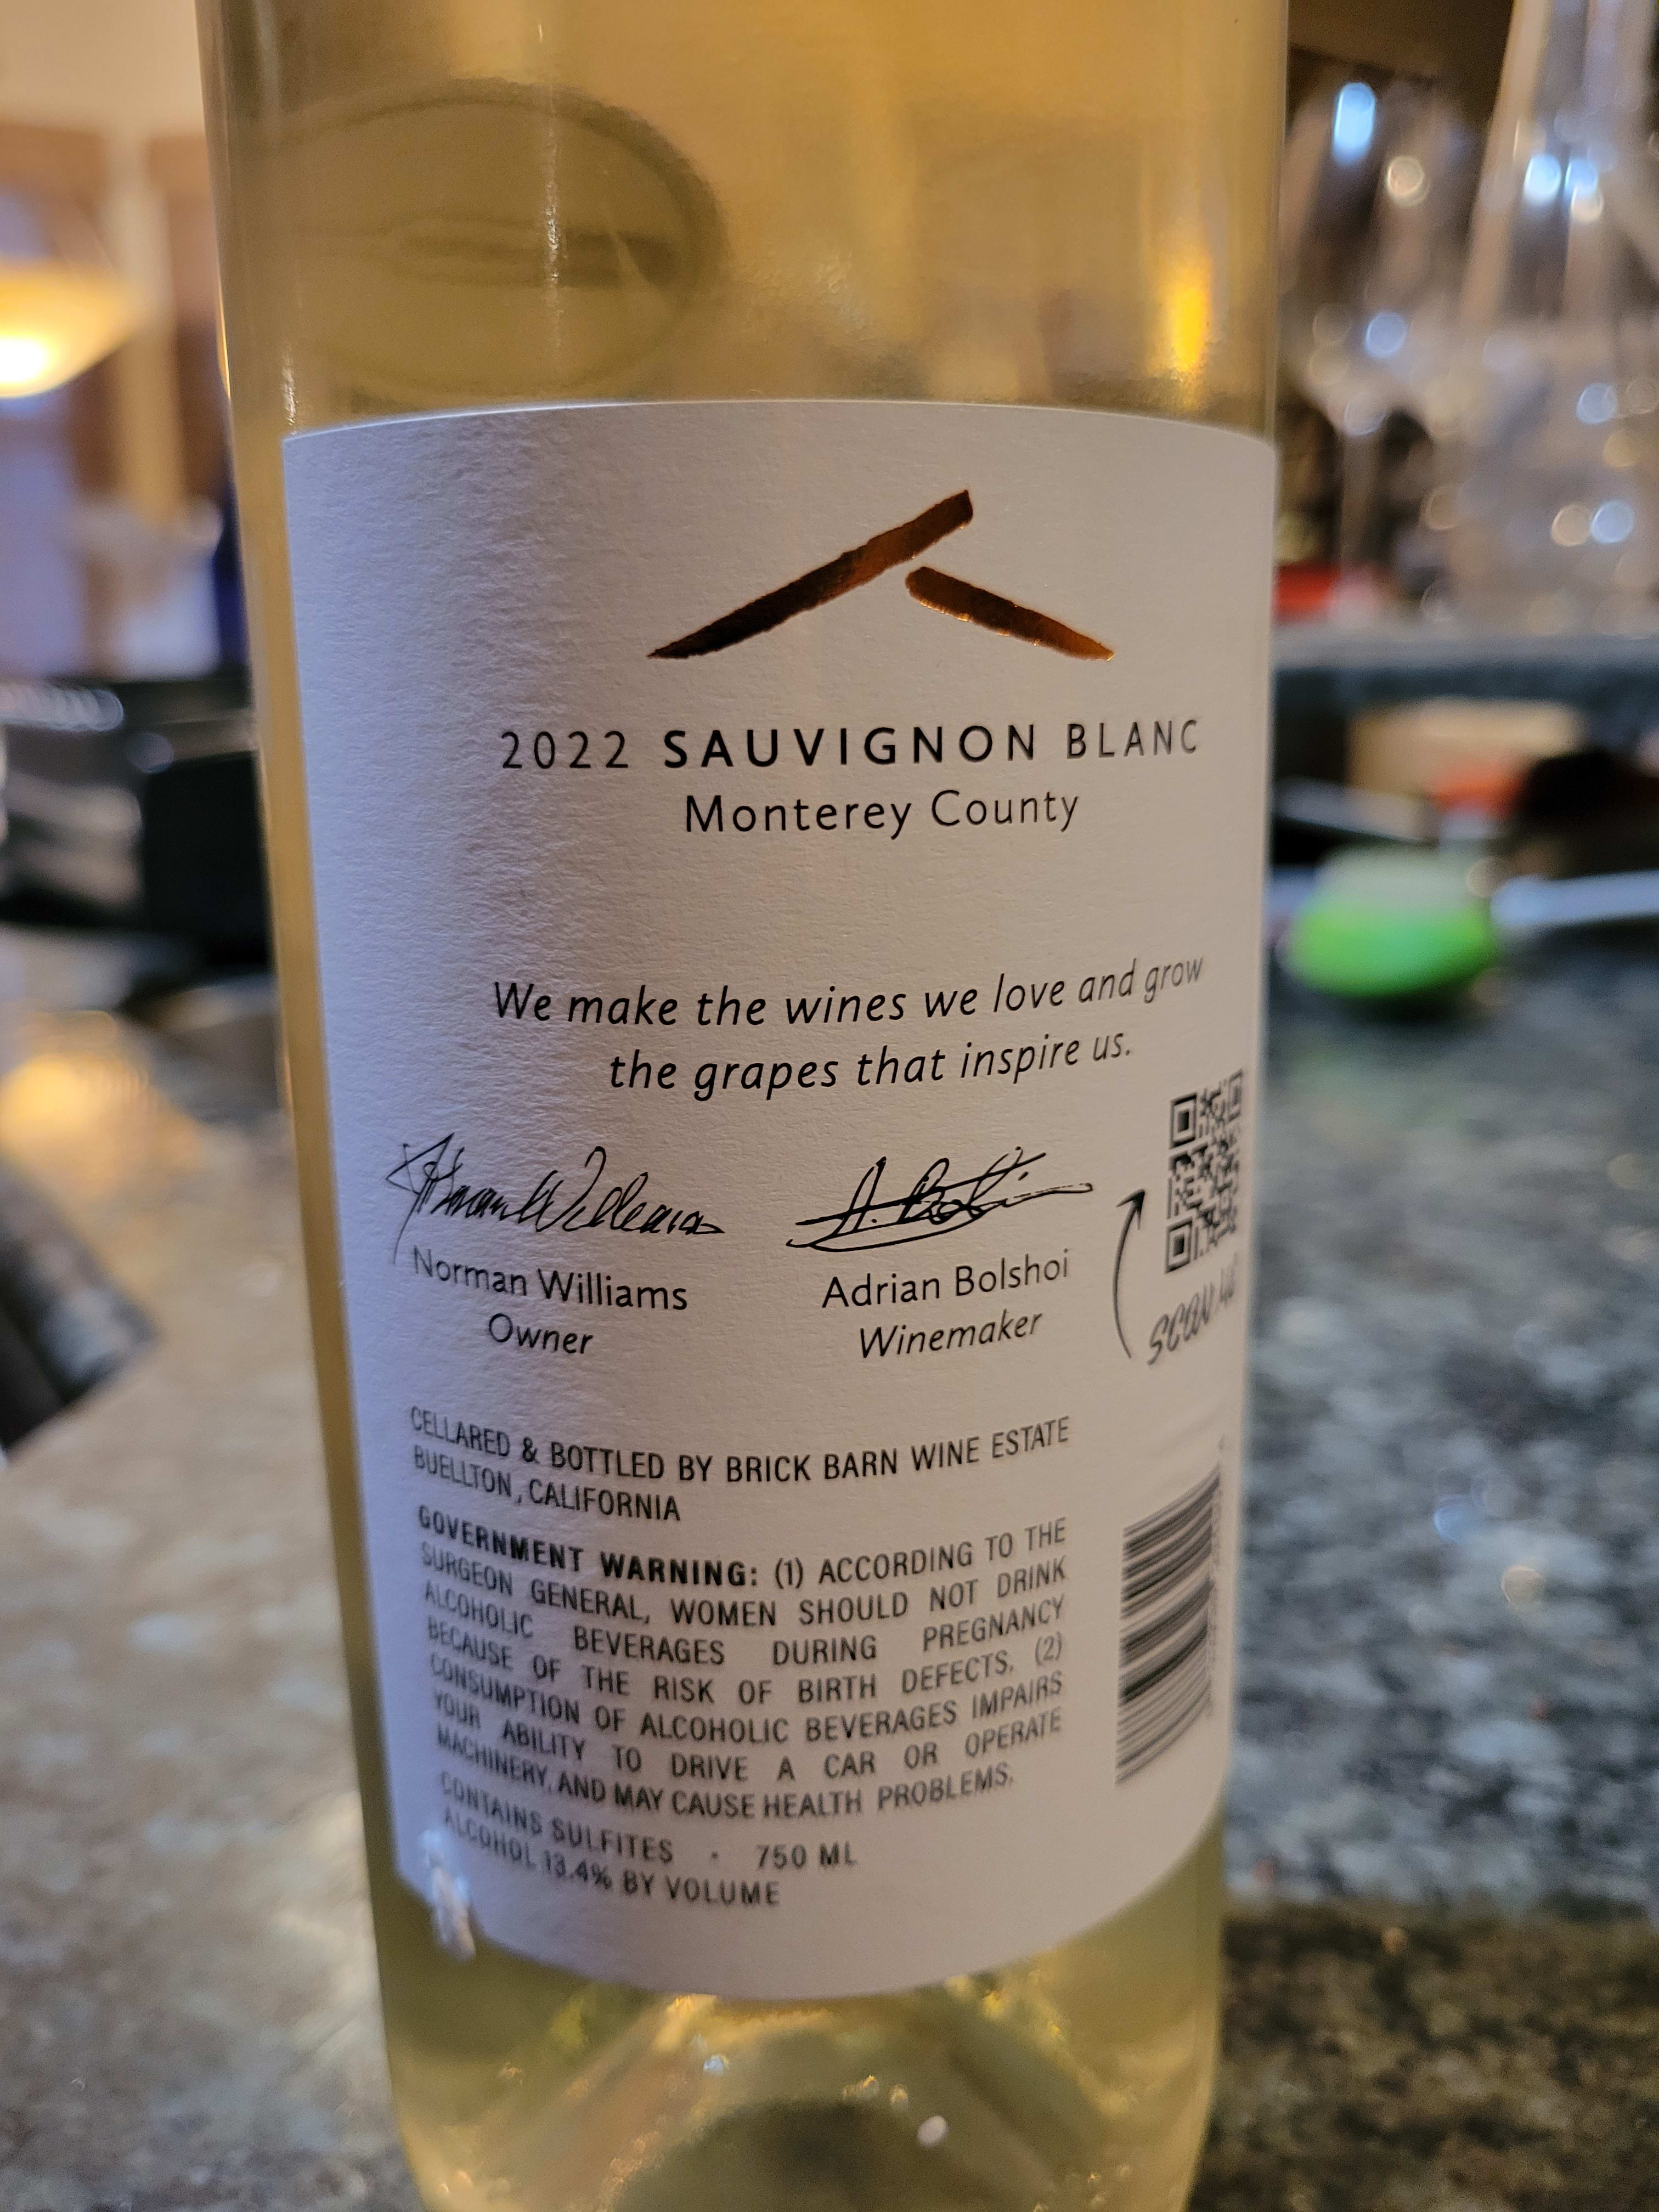 2022 SAUVIGNON BLANC
Monterey County
We make the wines we love and grow
the grapes that inspire us.
Norman Williams
Owner
Adrian Bolshoi
Winemaker
SCAN ME
CELLARED & BOTTLED BY BRICK BARN WINE ESTATE
BUELLTON, CALIFORNIA
GOVERNMENT WARNING: (1) ACCORDING TO THE
SURGEON GENERAL, WOMEN SHOULD NOT DRINK
ALCOHOLIC BEVERAGES DURING PREGNANCY
BECAUSE OF THE RISK OF BIRTH DEFECTS. (2)
CONSUMPTION OF ALCOHOLIC BEVERAGES IMPAIRS
YOUR ABILITY TO DRIVE A CAR OR OPERATE
MACHINERY, AND MAY CAUSE HEALTH PROBLEMS.
CONTAINS SULFITES · 750 ML
ALCOHOL 13.4% BY VOLUME